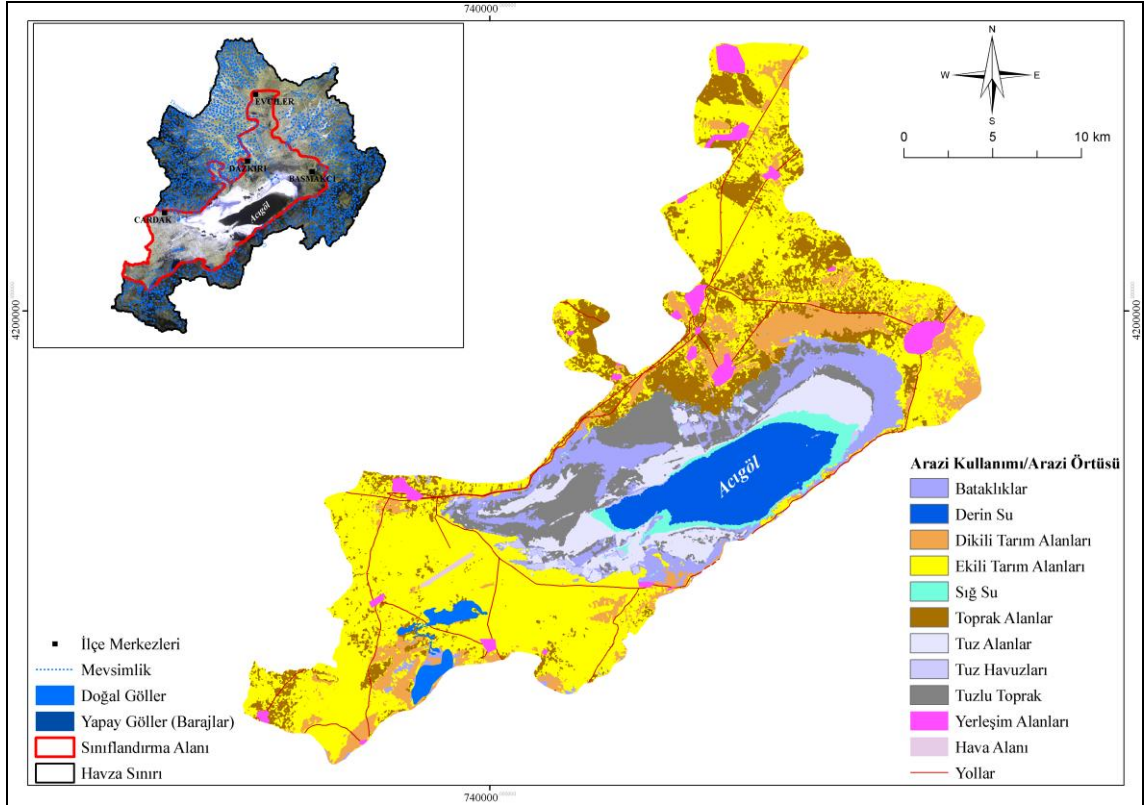 740000
EVCİLER
DAZKIRI
BASMAKÇI
ÇARDAK
Acıgöl
N
W E
S
0 5 10 km
4200000
4200000
Acıgöl
Arazi Kullanımı/Arazi Örtüsü
Bataklıklar
Derin Su
Dikili Tarım Alanları
Ekili Tarım Alanları
Sığ Su
Toprak Alanlar
Tuz Alanlar
Tuz Havuzları
Tuzlu Toprak
Yerleşim Alanları
Hava Alanı
Yollar
İlçe Merkezleri
Mevsimlik
Doğal Göller
Yapay Göller (Barajlar)
Sınıflandırma Alanı
Havza Sınırı
740000